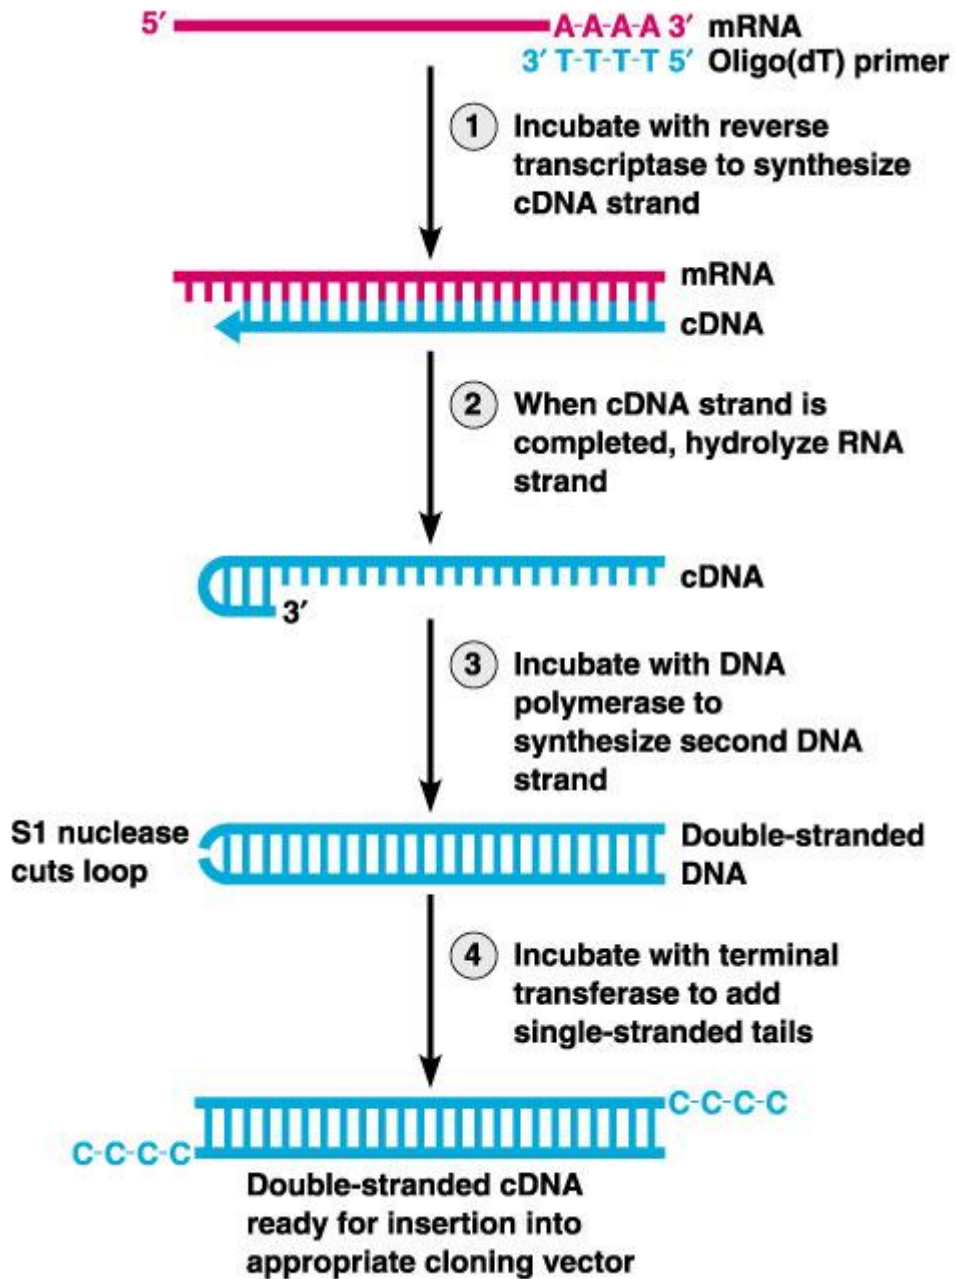 5′ A-A-A-A 3′ mRNA
3′ T-T-T-T 5′ Oligo(dT) primer
1 Incubate with reverse
transcriptase to synthesize
cDNA strand
mRNA
cDNA
2 When cDNA strand is
completed, hydrolyze RNA
strand
cDNA
3′
3 Incubate with DNA
polymerase to
synthesize second DNA
strand
S1 nuclease
cuts loop
Double-stranded
DNA
4 Incubate with terminal
transferase to add
single-stranded tails
C-C-C-C
C-C-C-C
Double-stranded cDNA
ready for insertion into
appropriate cloning vector